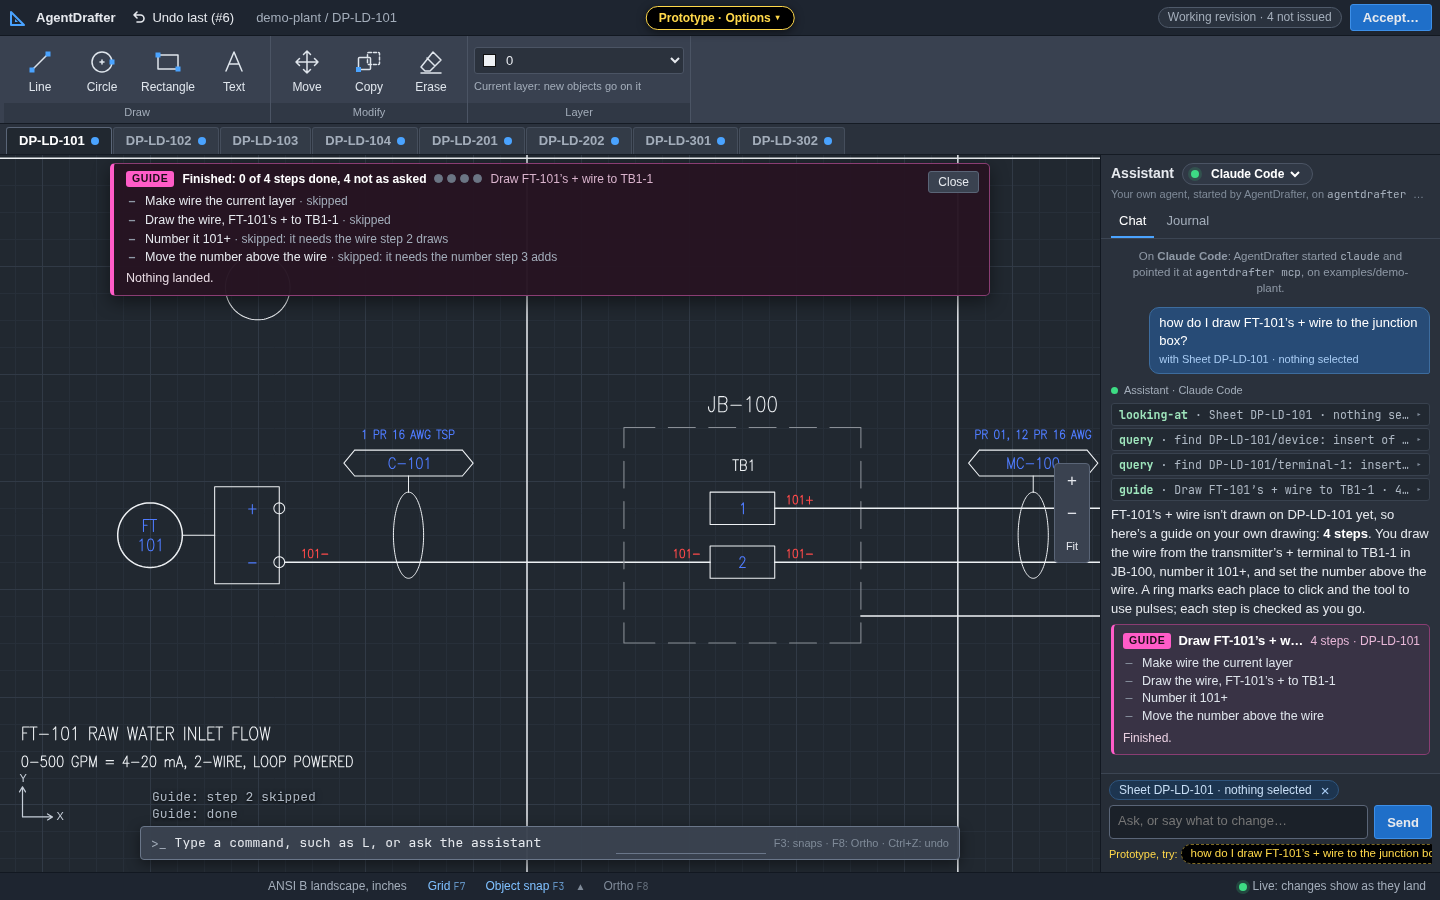 AgentDrafter Undo last (#6) demo-plant / DP-LD-101 Prototype · Options ▾ Working revision · 4 not issued Accept…
Line Circle Rectangle Text Move Copy Erase
0
Current layer: new objects go on it
Draw Modify Layer
DP-LD-101 DP-LD-102 DP-LD-103 DP-LD-104 DP-LD-201 DP-LD-202 DP-LD-301 DP-LD-302
GUIDE Finished: 0 of 4 steps done, 4 not as asked Draw FT-101's + wire to TB1-1 Close
– Make wire the current layer · skipped
– Draw the wire, FT-101's + to TB1-1 · skipped
– Number it 101+ · skipped: it needs the wire step 2 draws
– Move the number above the wire · skipped: it needs the number step 3 adds
Nothing landed.
JB-100
1 PR 16 AWG TSP
C-101
TB1
PR 01, 12 PR 16 AWG
MC-100
1
101+
+
FT
101
–
101–
101–
2
101–
+
−
Fit
FT-101 RAW WATER INLET FLOW
0-500 GPM = 4-20 mA, 2-WIRE, LOOP POWERED
Y
X
Guide: step 2 skipped
Guide: done
>_ Type a command, such as L, or ask the assistant F3: snaps · F8: Ortho · Ctrl+Z: undo
Assistant Claude Code
Your own agent, started by AgentDrafter, on agentdrafter …
Chat Journal
On Claude Code: AgentDrafter started claude and
pointed it at agentdrafter mcp, on examples/demo-
plant.
how do I draw FT-101's + wire to the junction
box?
with Sheet DP-LD-101 · nothing selected
Assistant · Claude Code
looking-at · Sheet DP-LD-101 · nothing se… ▸
query · find DP-LD-101/device: insert of … ▸
query · find DP-LD-101/terminal-1: insert… ▸
guide · Draw FT-101's + wire to TB1-1 · 4… ▸
FT-101's + wire isn't drawn on DP-LD-101 yet, so
here's a guide on your own drawing: 4 steps. You draw
the wire from the transmitter's + terminal to TB1-1 in
JB-100, number it 101+, and set the number above the
wire. A ring marks each place to click and the tool to
use pulses; each step is checked as you go.
GUIDE Draw FT-101's + w… 4 steps · DP-LD-101
– Make wire the current layer
– Draw the wire, FT-101's + to TB1-1
– Number it 101+
– Move the number above the wire
Finished.
Sheet DP-LD-101 · nothing selected ×
Ask, or say what to change… Send
Prototype, try: how do I draw FT-101's + wire to the junction bo
ANSI B landscape, inches Grid F7 Object snap F3 ▲ Ortho F8 Live: changes show as they land